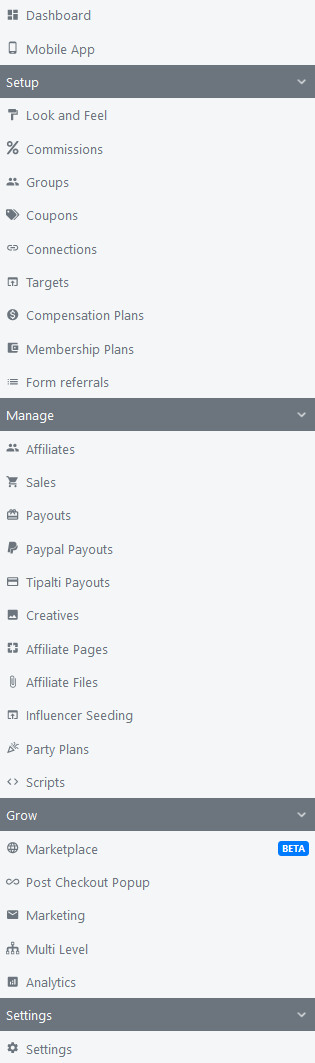 Dashboard
Mobile App
Setup
Look and Feel
Commissions
Groups
Coupons
Connections
Targets
Compensation Plans
Membership Plans
Form referrals
Manage
Affiliates
Sales
Payouts
Paypal Payouts
Tipalti Payouts
Creatives
Affiliate Pages
Affiliate Files
Influencer Seeding
Party Plans
Scripts
Grow
Marketplace BETA
Post Checkout Popup
Marketing
Multi Level
Analytics
Settings
Settings